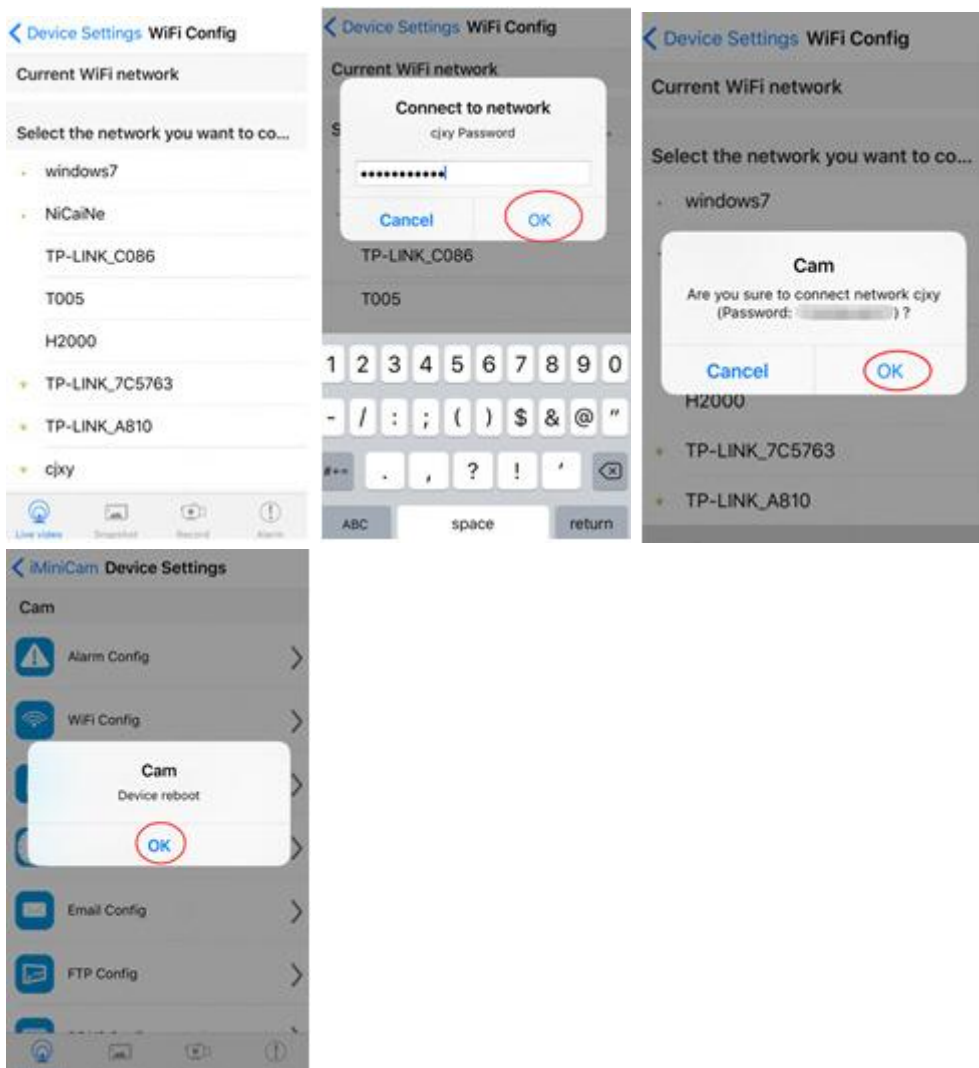 Device Settings WiFi Config
Current WiFi network
Select the network you want to co...
windows7
NiCaiNe
TP-LINK_C086
T005
H2000
TP-LINK_7C5763
TP-LINK_A810
cjxy
Live video Snapshot Record Alarm
Device Settings WiFi Config
Current WiFi network
Connect to network
cjxy Password
Cancel OK
TP-LINK_C086
T005
1 2 3 4 5 6 7 8 9 0
- / : ; ( ) $ & @ "
#+= . , ? ! '
ABC space return
Device Settings WiFi Config
Current WiFi network
Select the network you want to co...
windows7
Cam
Are you sure to connect network cjxy
(Password: ) ?
Cancel OK
H2000
TP-LINK_7C5763
TP-LINK_A810
iMiniCam Device Settings
Cam
Alarm Config
WiFi Config
Cam
Device reboot
OK
Email Config
FTP Config